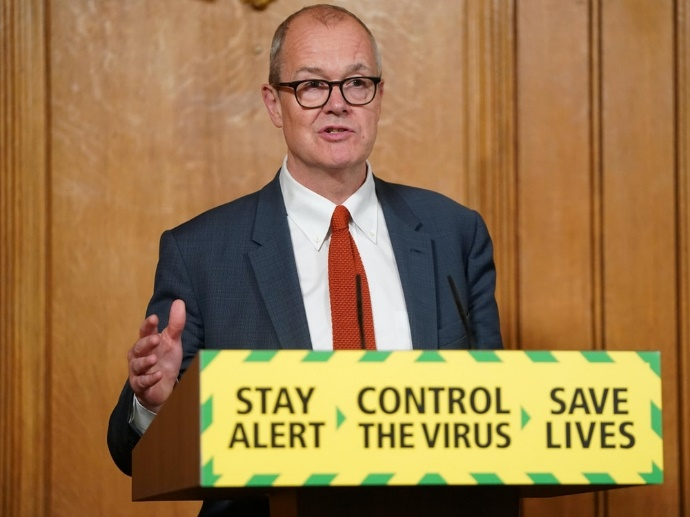 STAY
ALERT
CONTROL
THE VIRUS
SAVE
LIVES